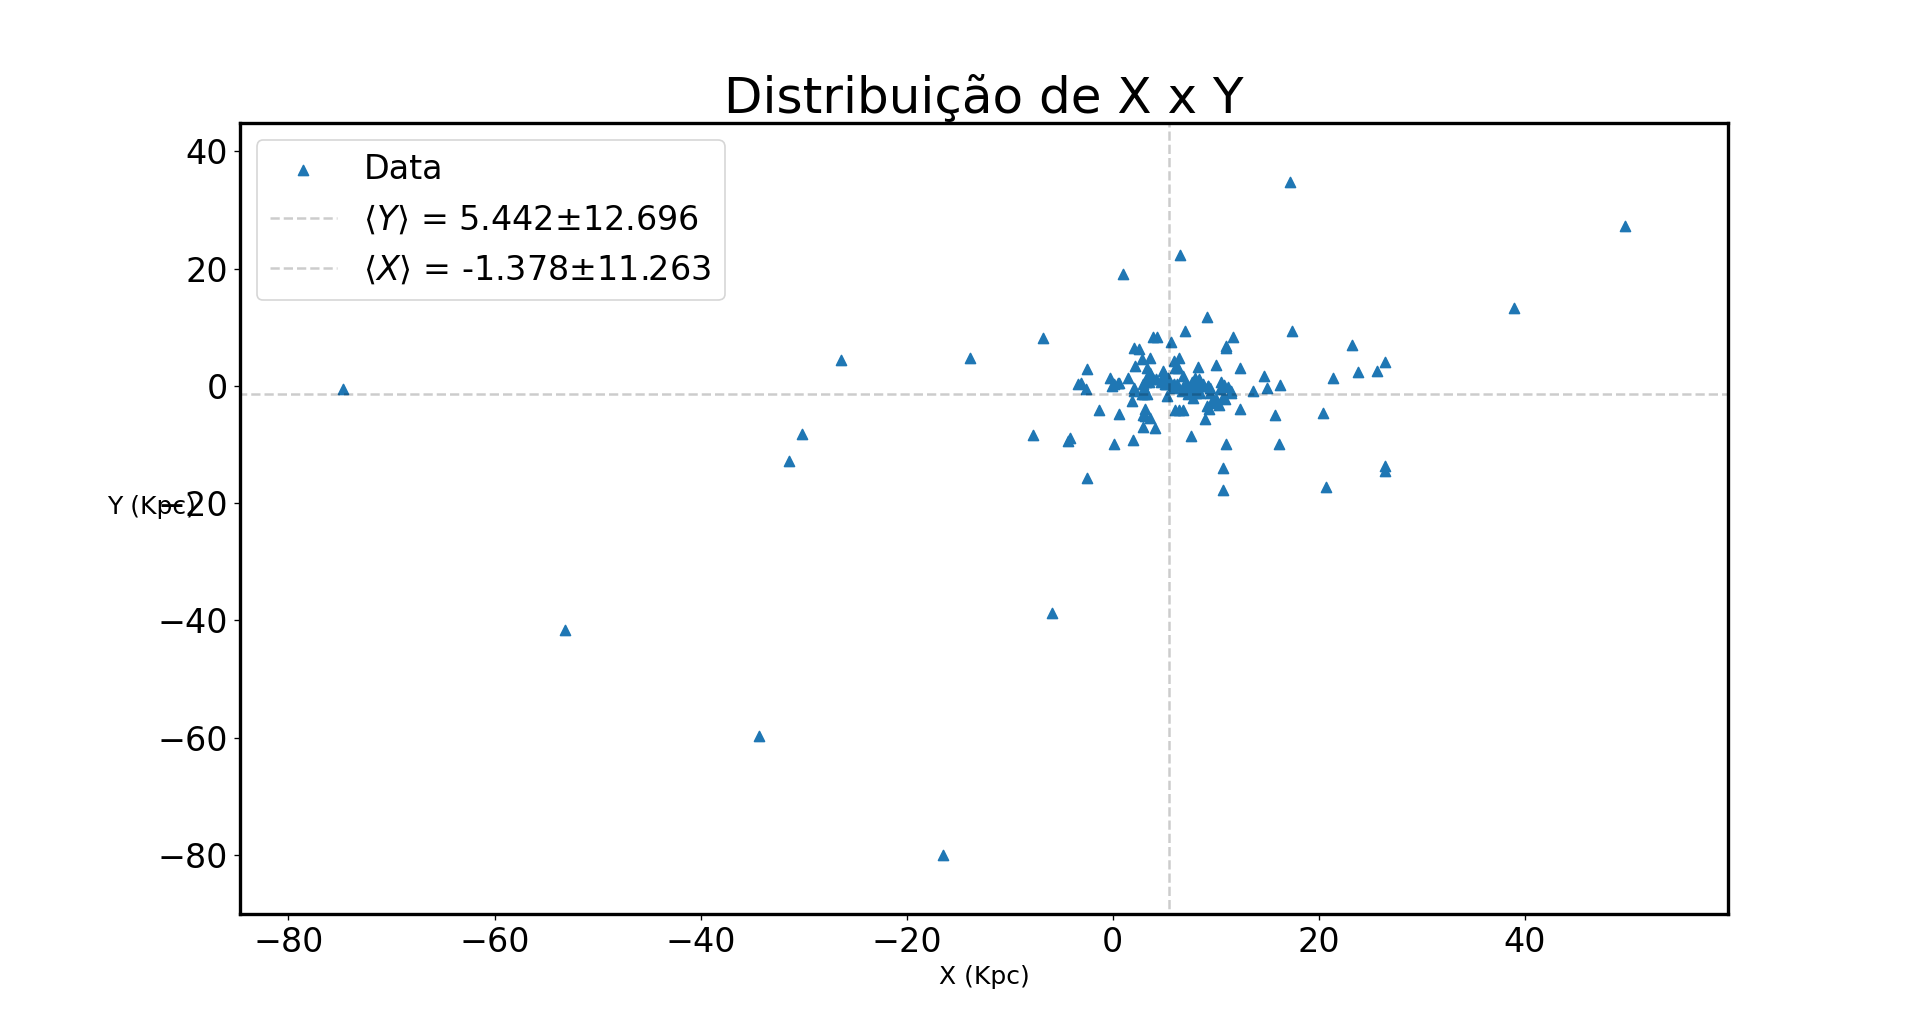 Distribuição de X x Y
Data
⟨Y⟩ = 5.442±12.696
⟨X⟩ = -1.378±11.263
40
20
0
−20
−40
−60
−80
Y (Kpc)
−80 −60 −40 −20 0 20 40
X (Kpc)